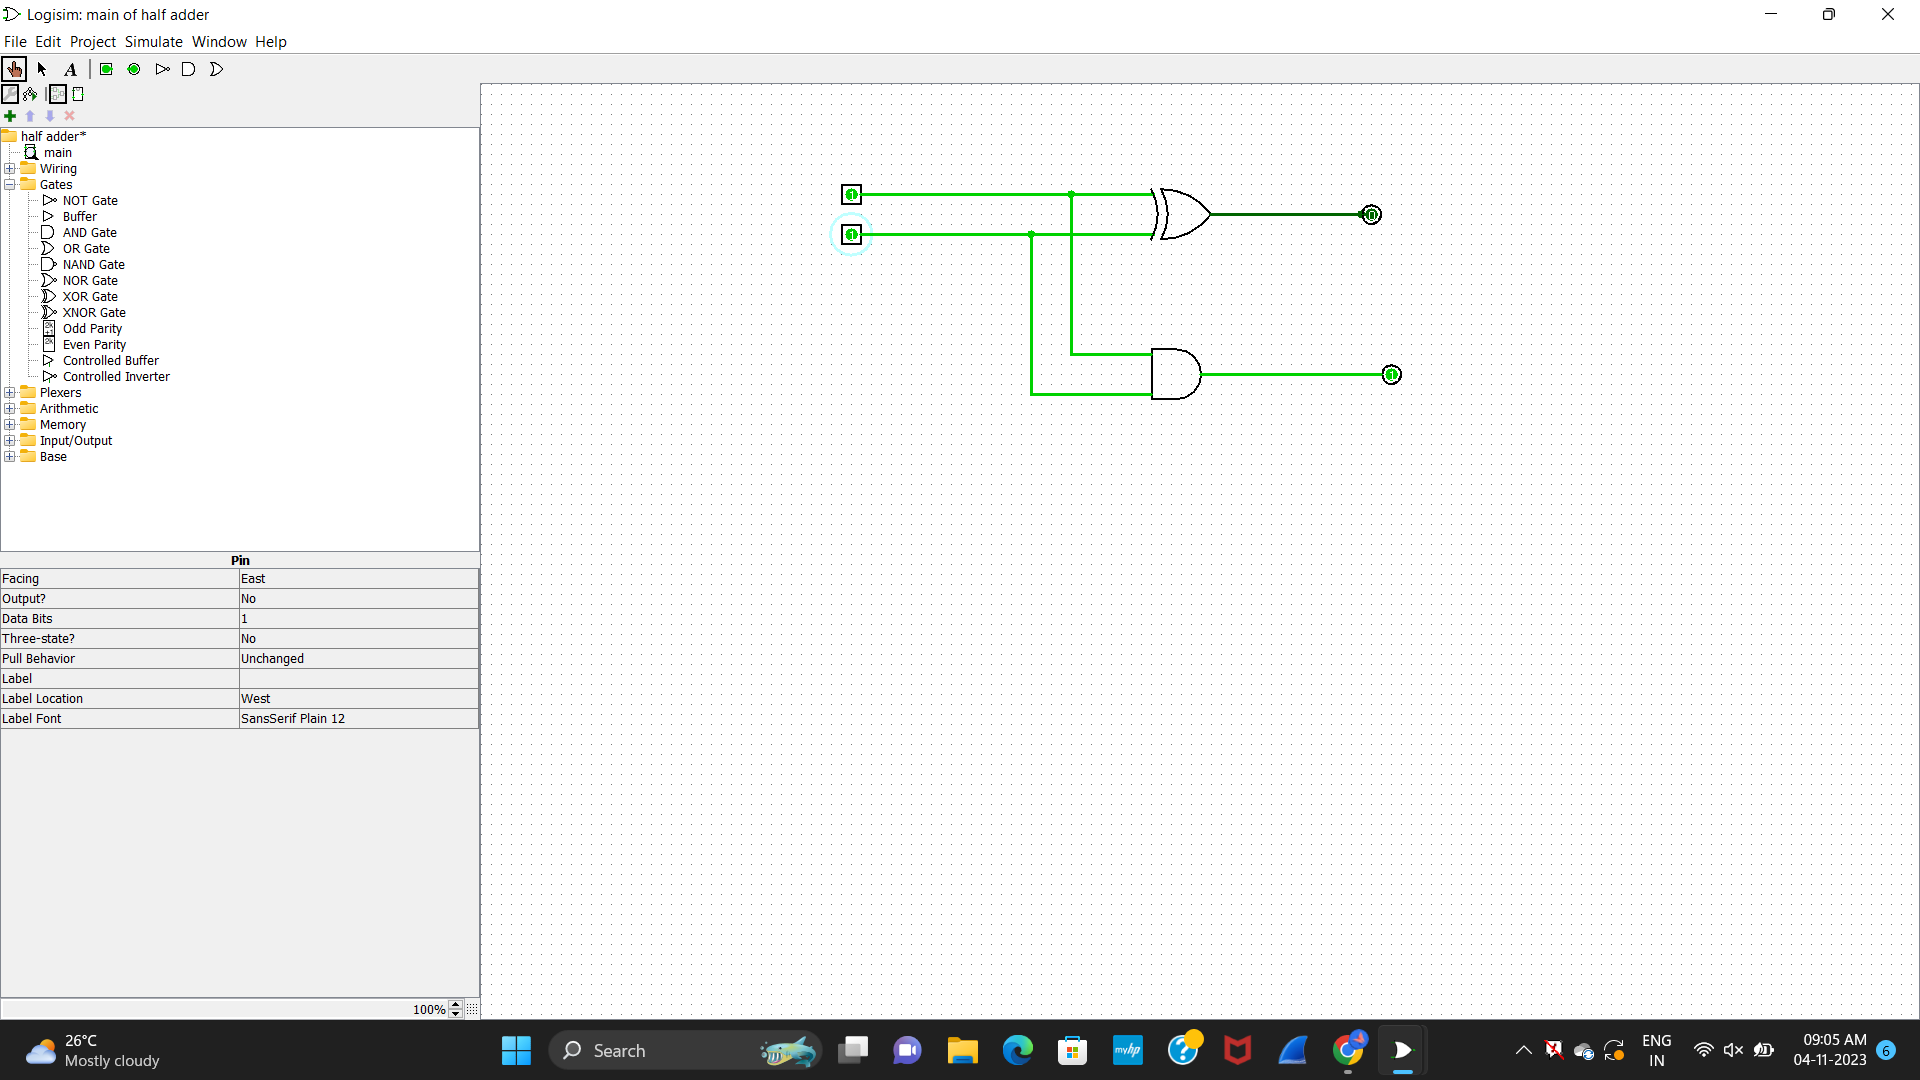 Logisim: main of half adder
File Edit Project Simulate Window Help
A
half adder*
main
Wiring
Gates
NOT Gate
Buffer
AND Gate
OR Gate
NAND Gate
NOR Gate
XOR Gate
XNOR Gate
Odd Parity
Even Parity
Controlled Buffer
Controlled Inverter
Plexers
Arithmetic
Memory
Input/Output
Base
1
1
0
1
Pin
Facing East
Output? No
Data Bits 1
Three-state? No
Pull Behavior Unchanged
Label
Label Location West
Label Font SansSerif Plain 12
100%
26°C
Mostly cloudy
Search
myhp
ENG
IN
09:05 AM
04-11-2023
6